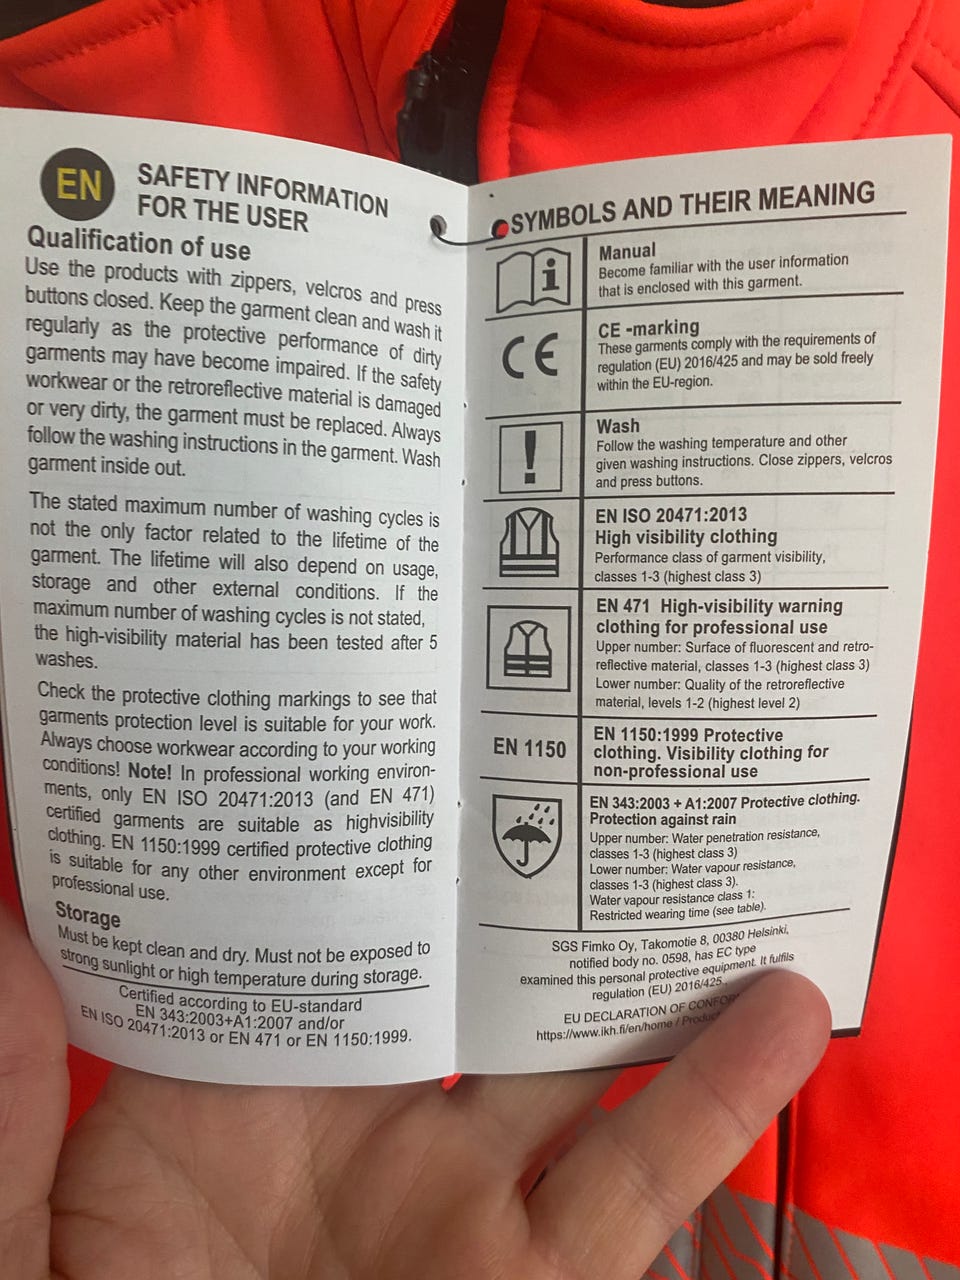 EN
SAFETY INFORMATION
FOR THE USER
Qualification of use
Use the products with zippers, velcros and press
buttons closed. Keep the garment clean and wash it
regularly as the protective performance of dirty
garments may have become impaired. If the safety
workwear or the retroreflective material is damaged
or very dirty, the garment must be replaced. Always
follow the washing instructions in the garment. Wash
garment inside out.
The stated maximum number of washing cycles is
not the only factor related to the lifetime of the
garment. The lifetime will also depend on usage,
storage and other external conditions. If the
maximum number of washing cycles is not stated,
the high-visibility material has been tested after 5
washes.
Check the protective clothing markings to see that
garments protection level is suitable for your work.
Always choose workwear according to your working
conditions! Note! In professional working environ-
ments, only EN ISO 20471:2013 (and EN 471)
certified garments are suitable as highvisibility
clothing. EN 1150:1999 certified protective clothing
is suitable for any other environment except for
professional use.
Storage
Must be kept clean and dry. Must not be exposed to
strong sunlight or high temperature during storage.
Certified according to EU-standard
EN 343:2003+A1:2007 and/or
EN ISO 20471:2013 or EN 471 or EN 1150:1999.
SYMBOLS AND THEIR MEANING
i
Manual
Become familiar with the user information
that is enclosed with this garment.
CE
CE -marking
These garments comply with the requirements of
regulation (EU) 2016/425 and may be sold freely
within the EU-region.
!
Wash
Follow the washing temperature and other
given washing instructions. Close zippers, velcros
and press buttons.
EN ISO 20471:2013
High visibility clothing
Performance class of garment visibility,
classes 1-3 (highest class 3)
EN 471 High-visibility warning
clothing for professional use
Upper number: Surface of fluorescent and retro-
reflective material, classes 1-3 (highest class 3)
Lower number: Quality of the retroreflective
material, levels 1-2 (highest level 2)
EN 1150
EN 1150:1999 Protective
clothing. Visibility clothing for
non-professional use
EN 343:2003 + A1:2007 Protective clothing.
Protection against rain
Upper number: Water penetration resistance,
classes 1-3 (highest class 3)
Lower number: Water vapour resistance,
classes 1-3 (highest class 3).
Water vapour resistance class 1:
Restricted wearing time (see table).
SGS Fimko Oy, Takomotie 8, 00380 Helsinki,
notified body no. 0598, has EC type
examined this personal protective equipment. It fulfils
regulation (EU) 2016/425.
EU DECLARATION OF
https://www.ikh.fi/en/home /